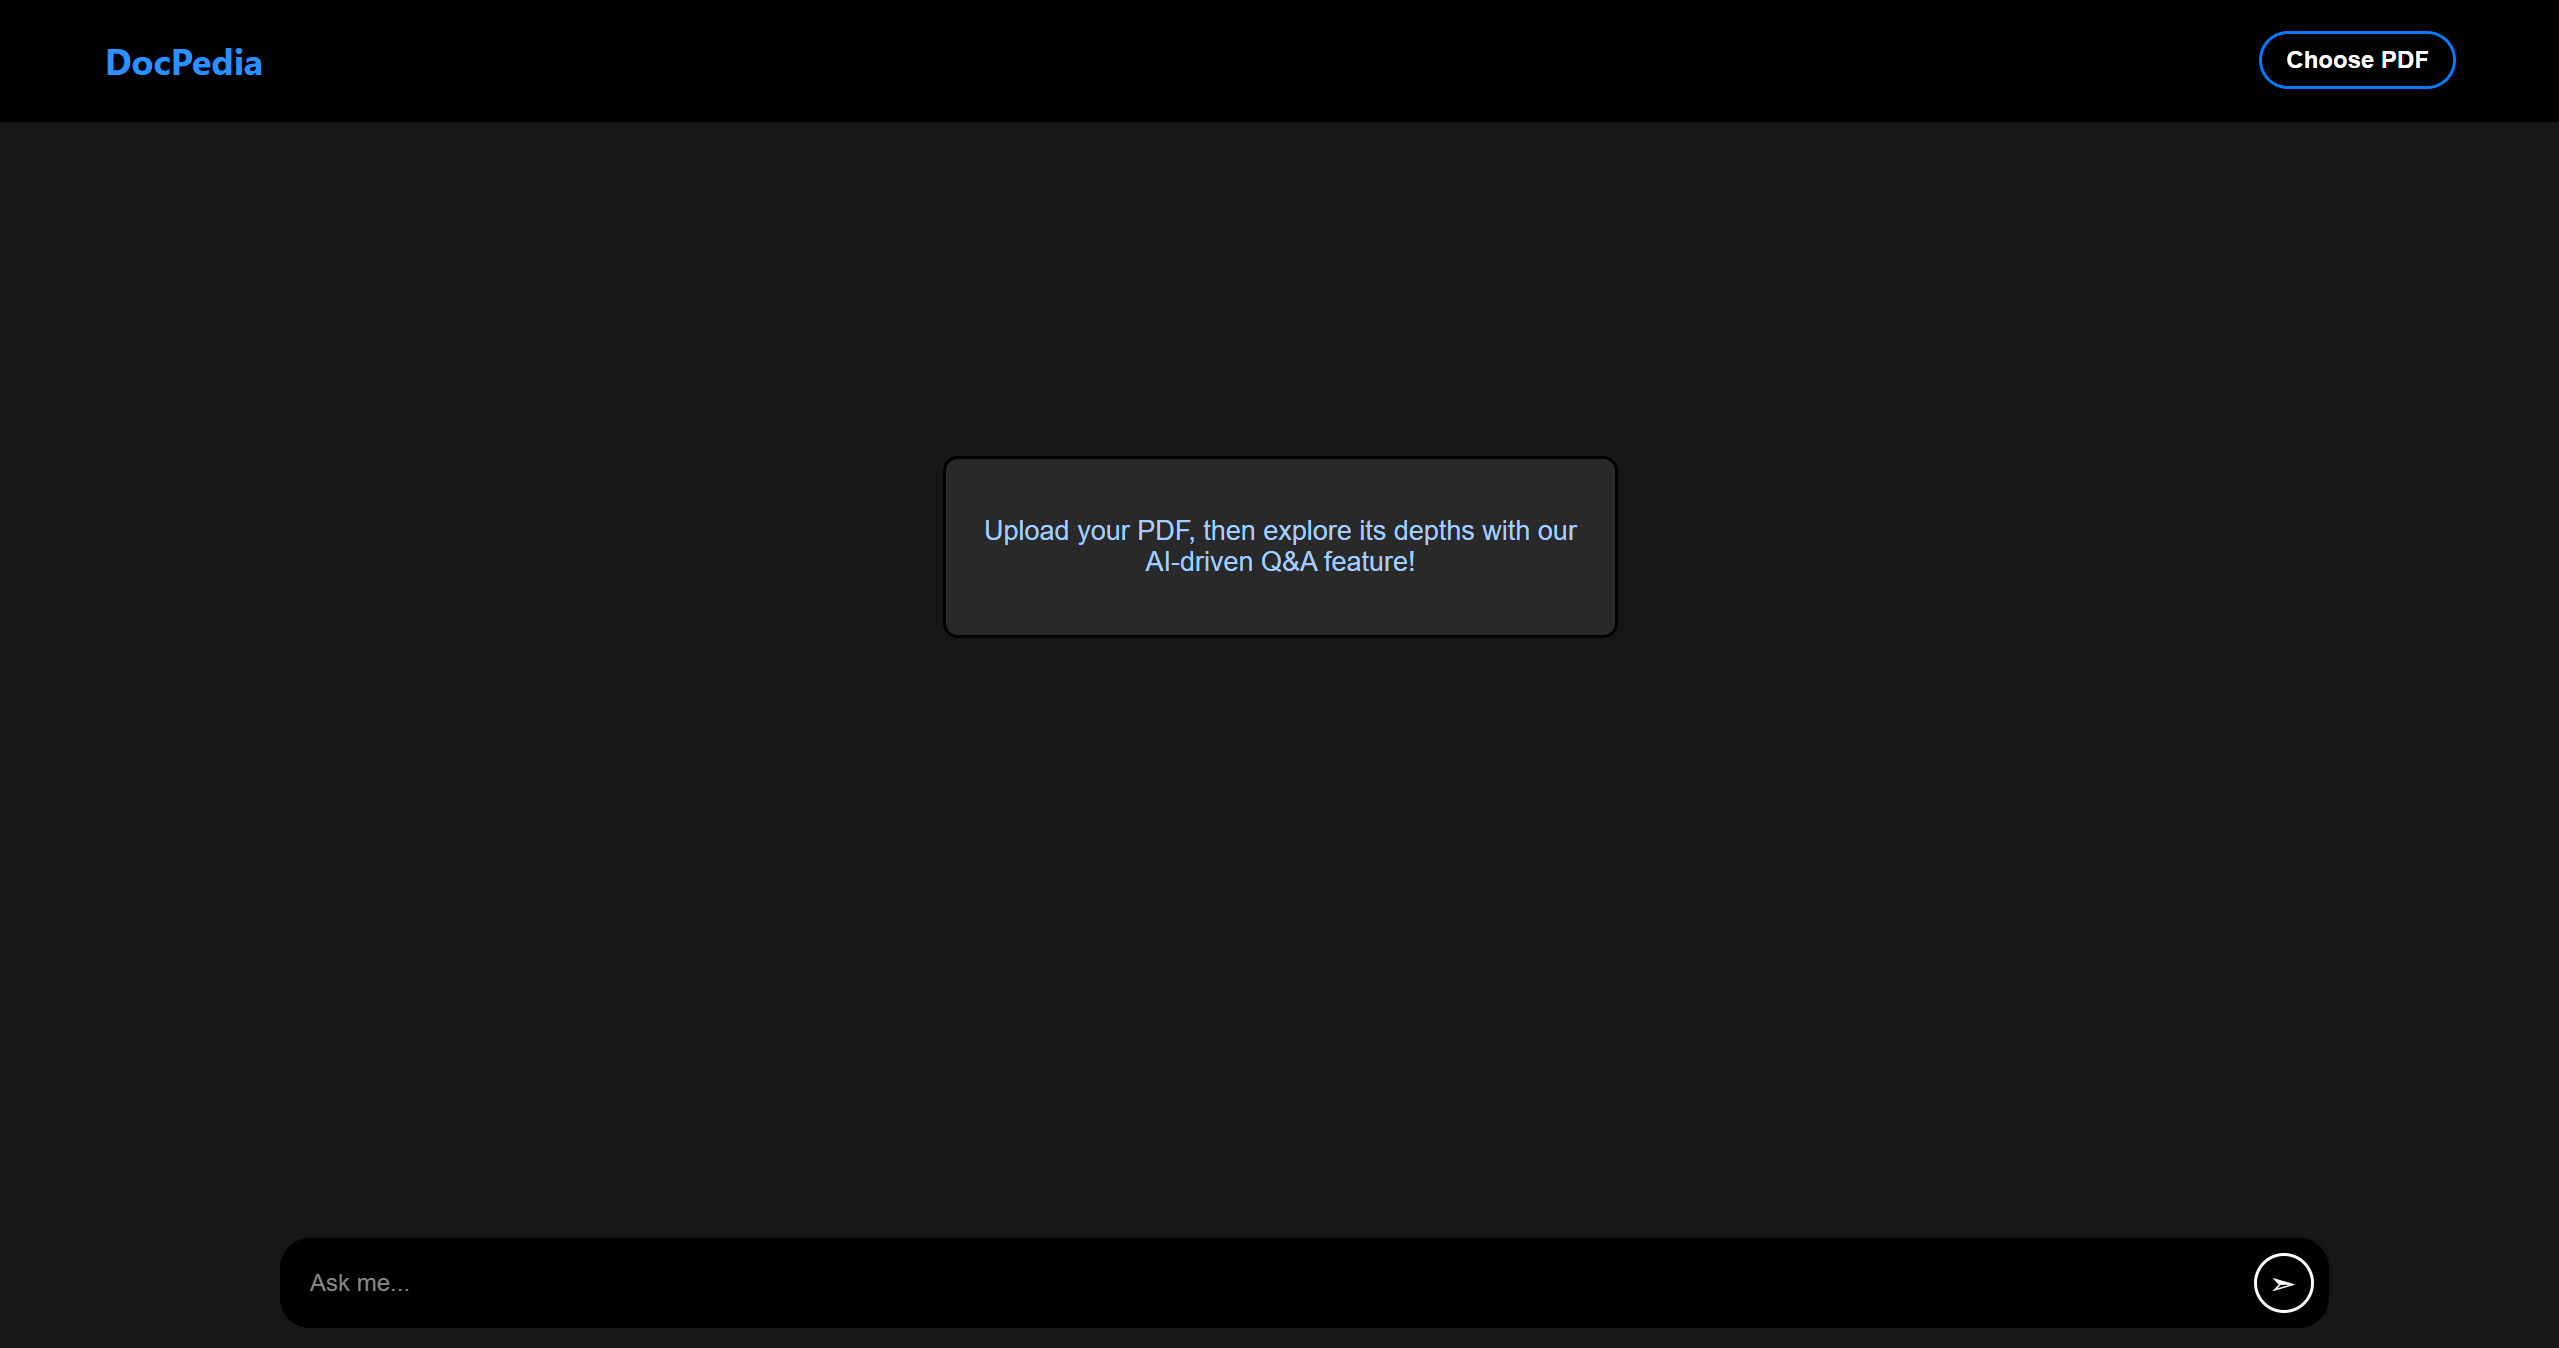 DocPedia
Choose PDF
Upload your PDF, then explore its depths with our
AI-driven Q&A feature!
Ask me...